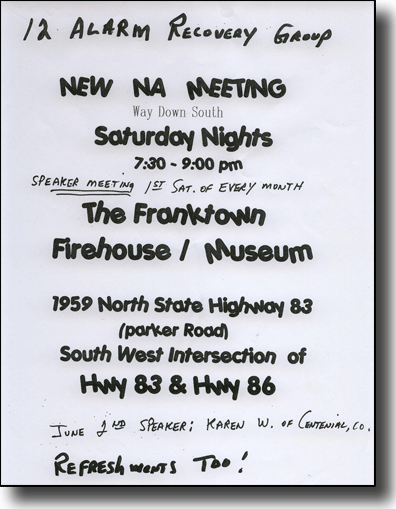 12 ALARM RECOVERY GROUP
NEW NA MEETING
Way Down South
Saturday Nights
7:30 - 9:00 pm
SPEAKER MEETING 1ST SAT. OF EVERY MONTH
The Franktown
Firehouse / Museum
1959 North State Highway 83
(parker Road)
South West Intersection of
Hwy 83 & Hwy 86
JUNE 2ND SPEAKER; KAREN W. OF CENTENIAL, CO.
REFRESHMENTS TOO!